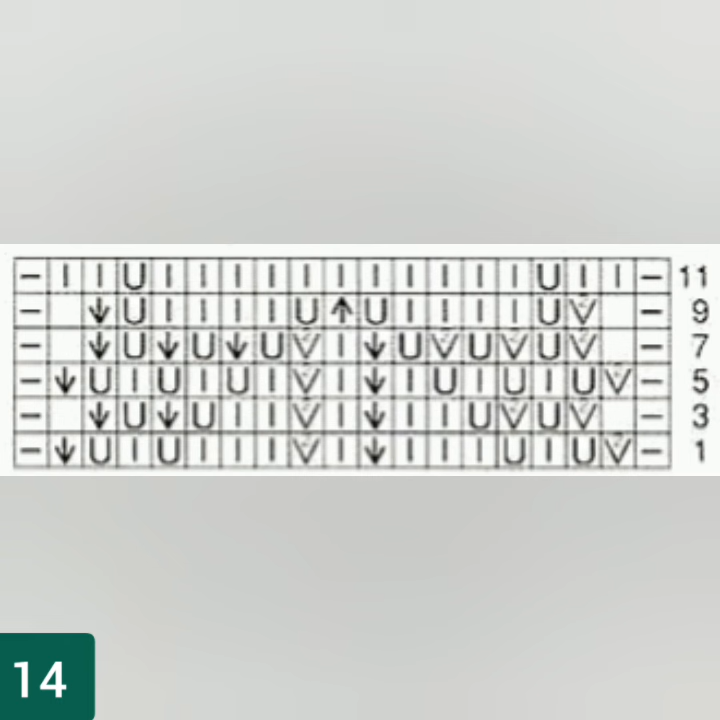 − I I U I I I I I I I I I I I U I I − 11
− ↓ U I I I I U ↑ U I I I I U V − 9
− ↓ U ↓ U ↓ U V I ↓ U V U V U V − 7
− ↓ U I U I U I V I ↓ I U I U I U V − 5
− ↓ U ↓ U I I V I ↓ I I U V U V − 3
− ↓ U I U I I I V I ↓ I I I U I U V − 1
14